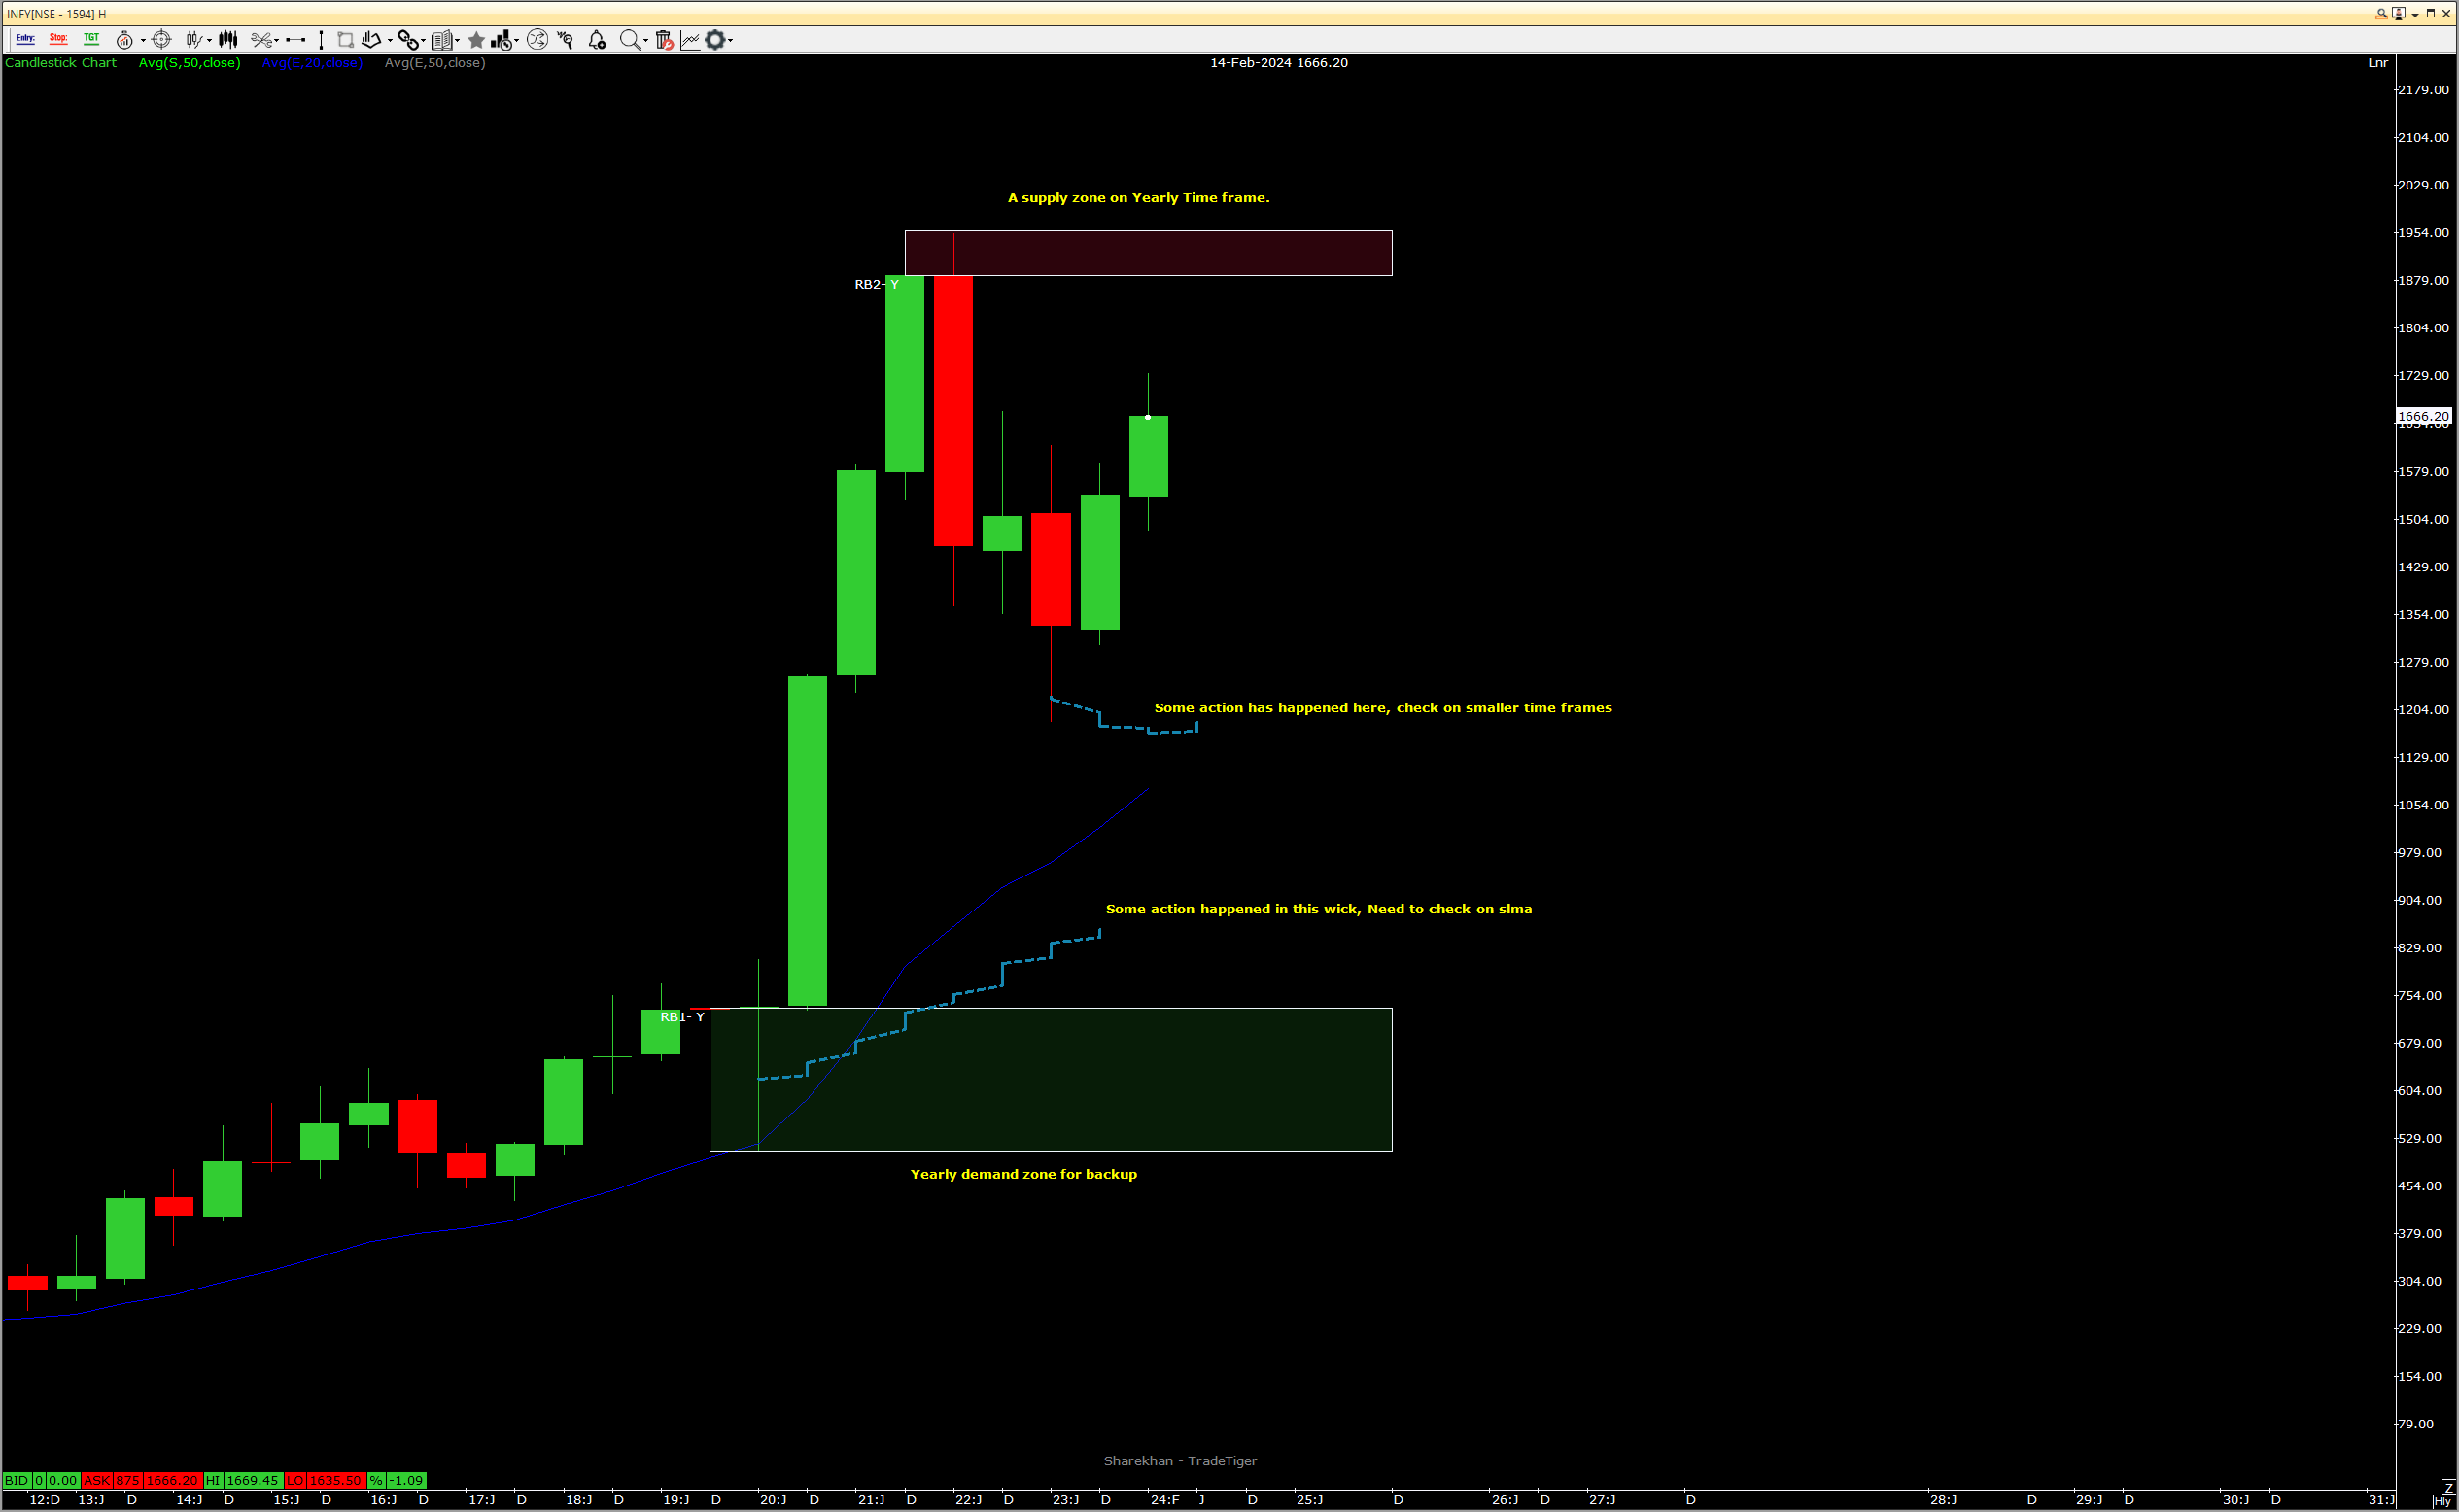 INFY[NSE - 1594] H
Entry: Stop: TGT
Candlestick Chart Avg(S,50,close) Avg(E,20,close) Avg(E,50,close) 14-Feb-2024 1666.20 Lnr
2179.00
2104.00
2029.00
A supply zone on Yearly Time frame.
1954.00
RB2- Y
1879.00
1804.00
1729.00
1666.20
1579.00
1504.00
1429.00
1354.00
1279.00
Some action has happened here, check on smaller time frames
1204.00
1129.00
1054.00
979.00
Some action happened in this wick, Need to check on slma
904.00
829.00
754.00
RB1- Y
679.00
604.00
529.00
Yearly demand zone for backup
454.00
379.00
304.00
229.00
154.00
79.00
Sharekhan - TradeTiger
BID 0 0.00 ASK 875 1666.20 HI 1669.45 LO 1635.50 % -1.09
Z
12:D 13:J D 14:J D 15:J D 16:J D 17:J D 18:J D 19:J D 20:J D 21:J D 22:J D 23:J D 24:F J D 25:J D 26:J D 27:J D 28:J D 29:J D 30:J D 31:J
Hly